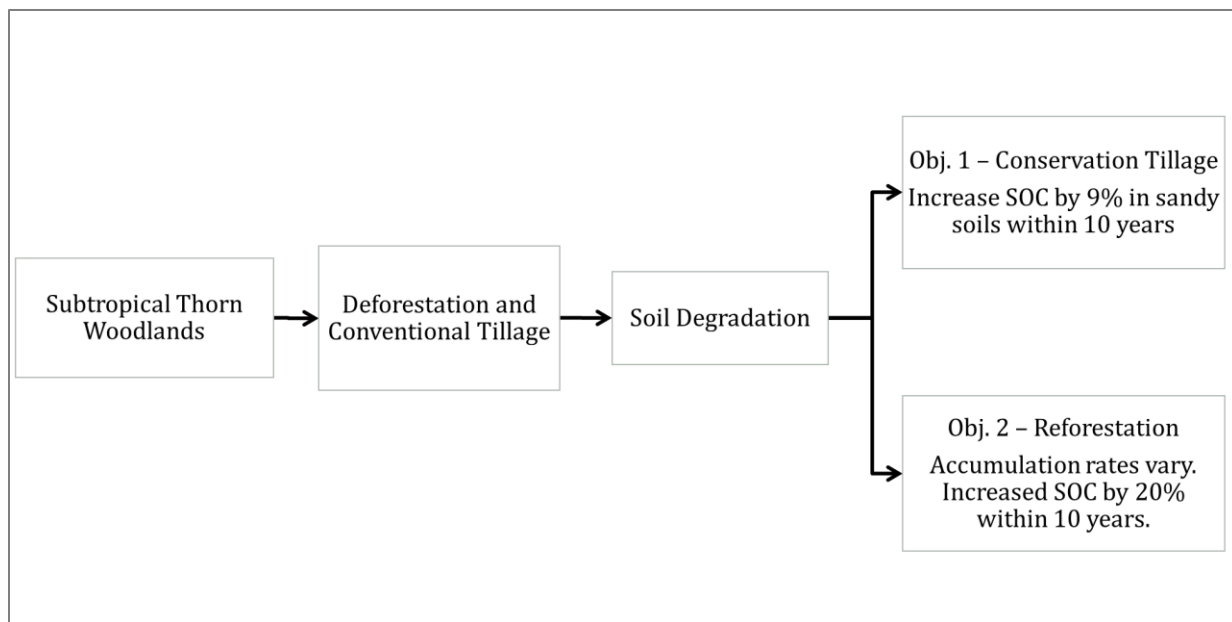 Subtropical Thorn
Woodlands
Deforestation and
Conventional Tillage
Soil Degradation
Obj. 1 – Conservation Tillage
Increase SOC by 9% in sandy
soils within 10 years
Obj. 2 – Reforestation
Accumulation rates vary.
Increased SOC by 20%
within 10 years.